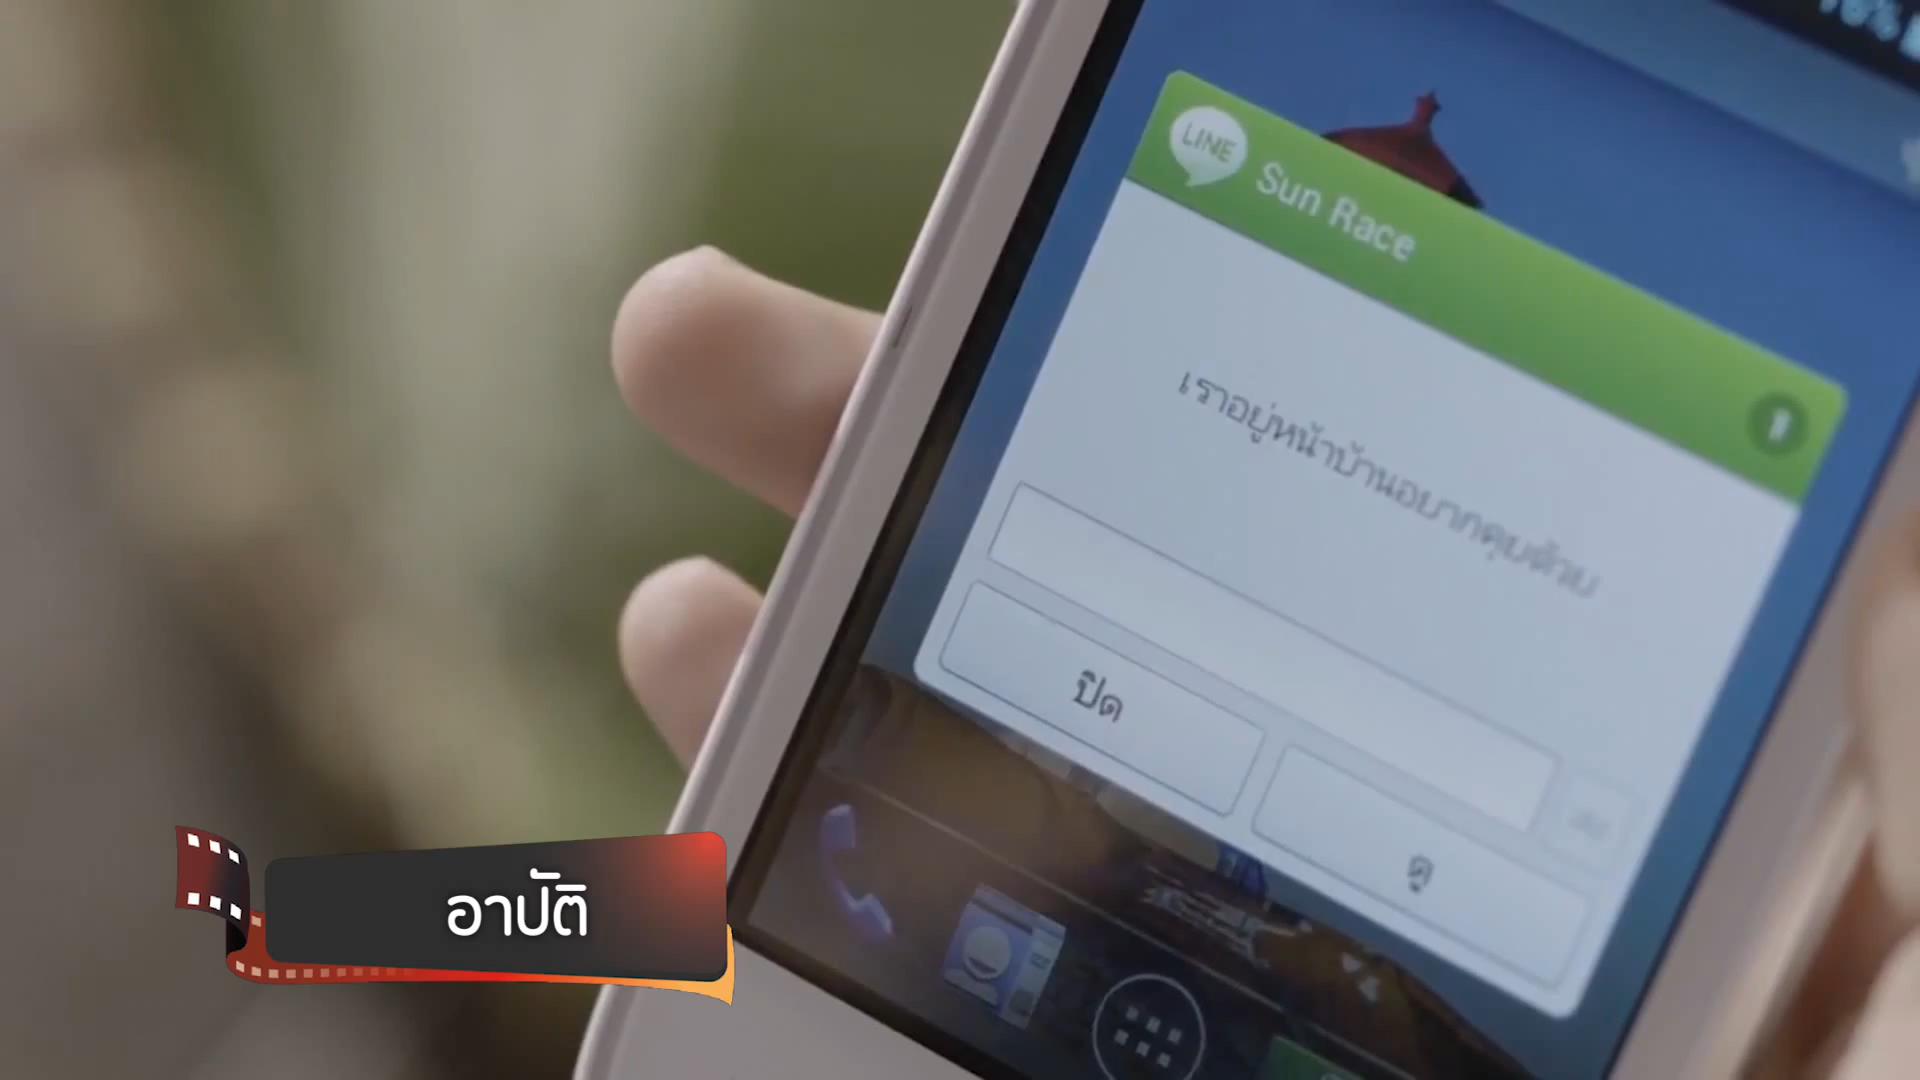 LINE
Sun Race
เราอยู่หน้าบ้านอยากคุยด้วย
ปิด
ดู
อาปัติ